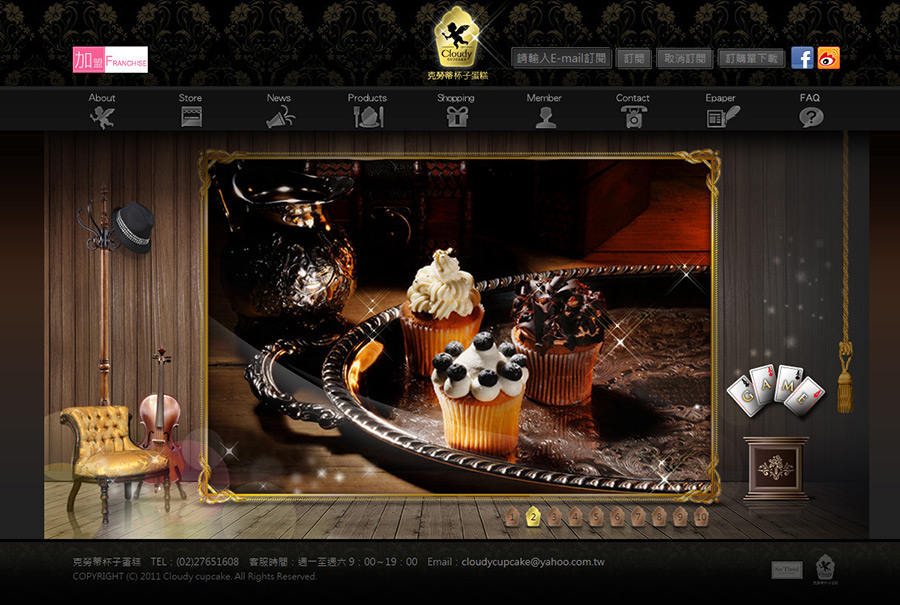 加盟 FRANCHISE
Cloudy
CUPCAKE
克勞蒂杯子蛋糕
請輸入E-mail訂閱 訂閱 取消訂閱 訂購單下載
About Store News Products Shopping Member Contact Epaper FAQ
GAME
1 2 3 4 5 6 7 8 9 10
克勞蒂杯子蛋糕 TEL：(02)27651608 客服時間：週一至週六 9：00～19：00 Email：cloudycupcake@yahoo.com.tw
COPYRIGHT (C) 2011 Cloudy cupcake. All Rights Reserved.